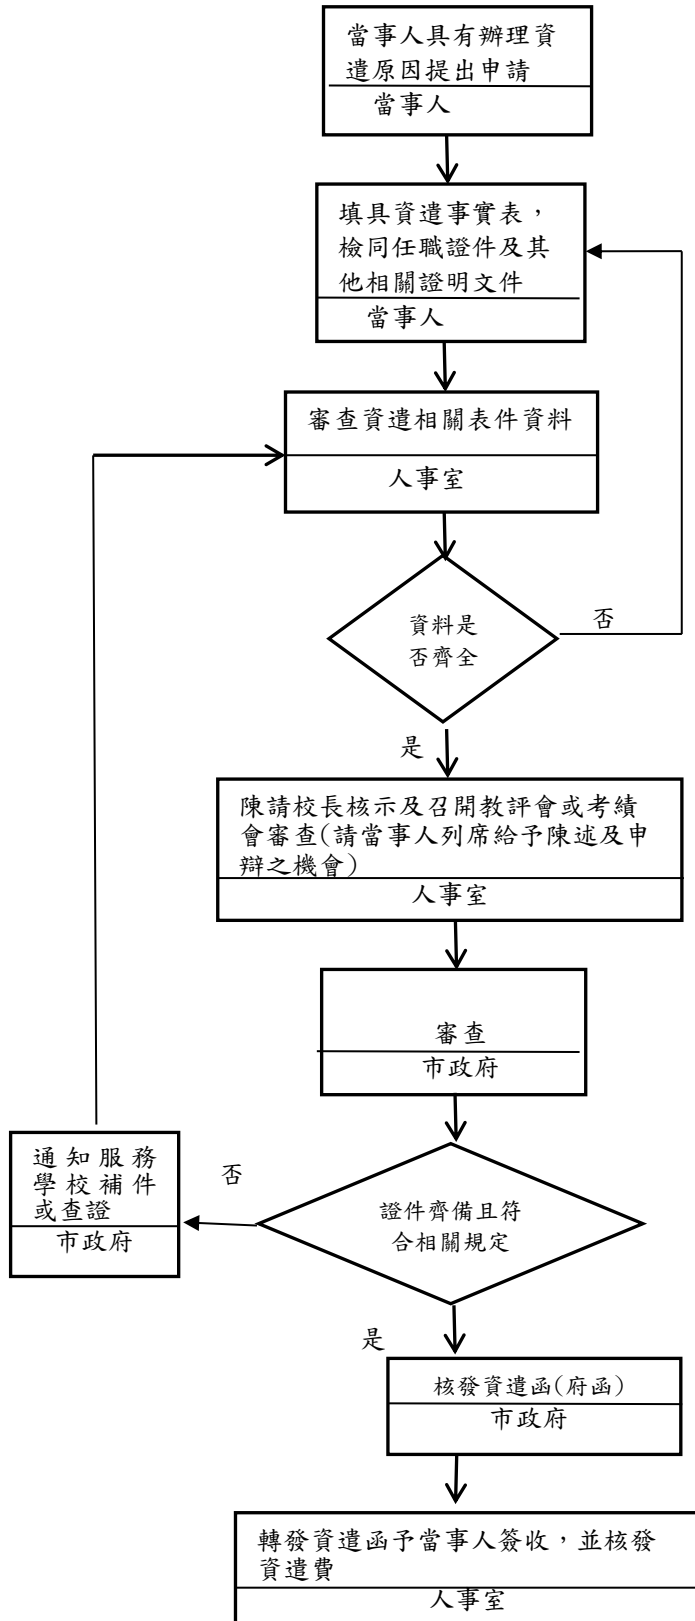 當事人具有辦理資
遣原因提出申請
當事人
填具資遣事實表，
檢同任職證件及其
他相關證明文件
當事人
審查資遣相關表件資料
人事室
資料是
否齊全
否
是
陳請校長核示及召開教評會或考績
會審查(請當事人列席給予陳述及申
辯之機會)
人事室
審查
市政府
通知服務
學校補件
或查證
市政府
否
證件齊備且符
合相關規定
是
核發資遣函(府函)
市政府
轉發資遣函予當事人簽收，並核發
資遣費
人事室